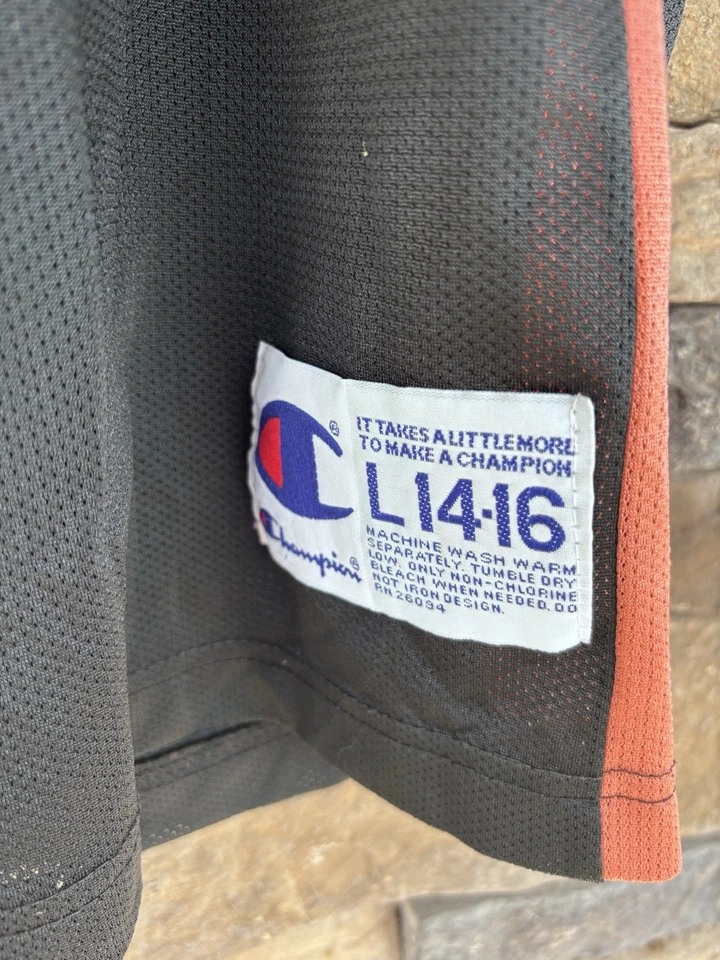 IT TAKES A LITTLE MORE
TO MAKE A CHAMPION
L 14-16
MACHINE WASH WARM
SEPARATELY. TUMBLE DRY
LOW. ONLY NON-CHLORINE
BLEACH WHEN NEEDED. DO
NOT IRON DESIGN.
RN 26094
Champion®